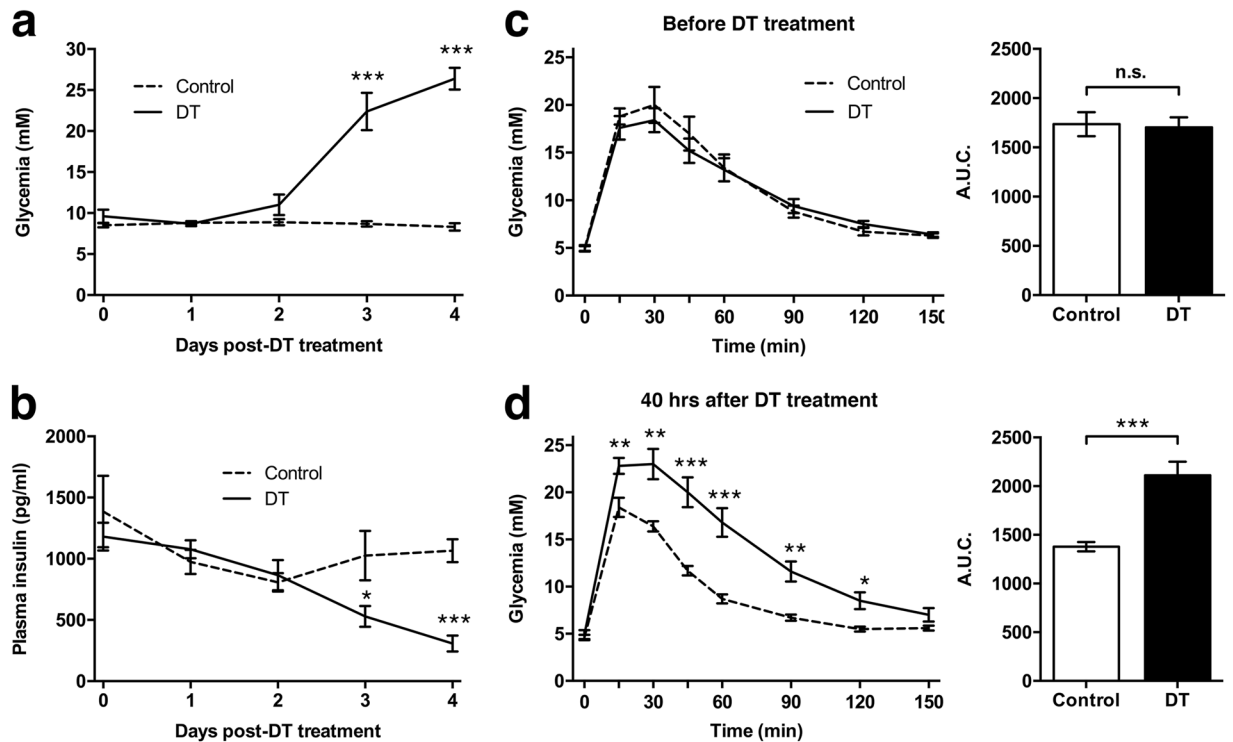 a
Glycemia (mM)
30
25
20
15
10
5
0
Control
DT
***
***
0 1 2 3 4
Days post-DT treatment
b
Plasma insulin (pg/ml)
2000
1500
1000
500
0
Control
DT
*
***
0 1 2 3 4
Days post-DT treatment
c
Before DT treatment
Glycemia (mM)
25
20
15
10
5
0
Control
DT
0 30 60 90 120 150
Time (min)
A.U.C.
2500
2000
1500
1000
500
0
n.s.
Control DT
d
40 hrs after DT treatment
Glycemia (mM)
25
20
15
10
5
0
** ** *** *** ** *
0 30 60 90 120 150
Time (min)
A.U.C.
2500
2000
1500
1000
500
0
***
Control DT